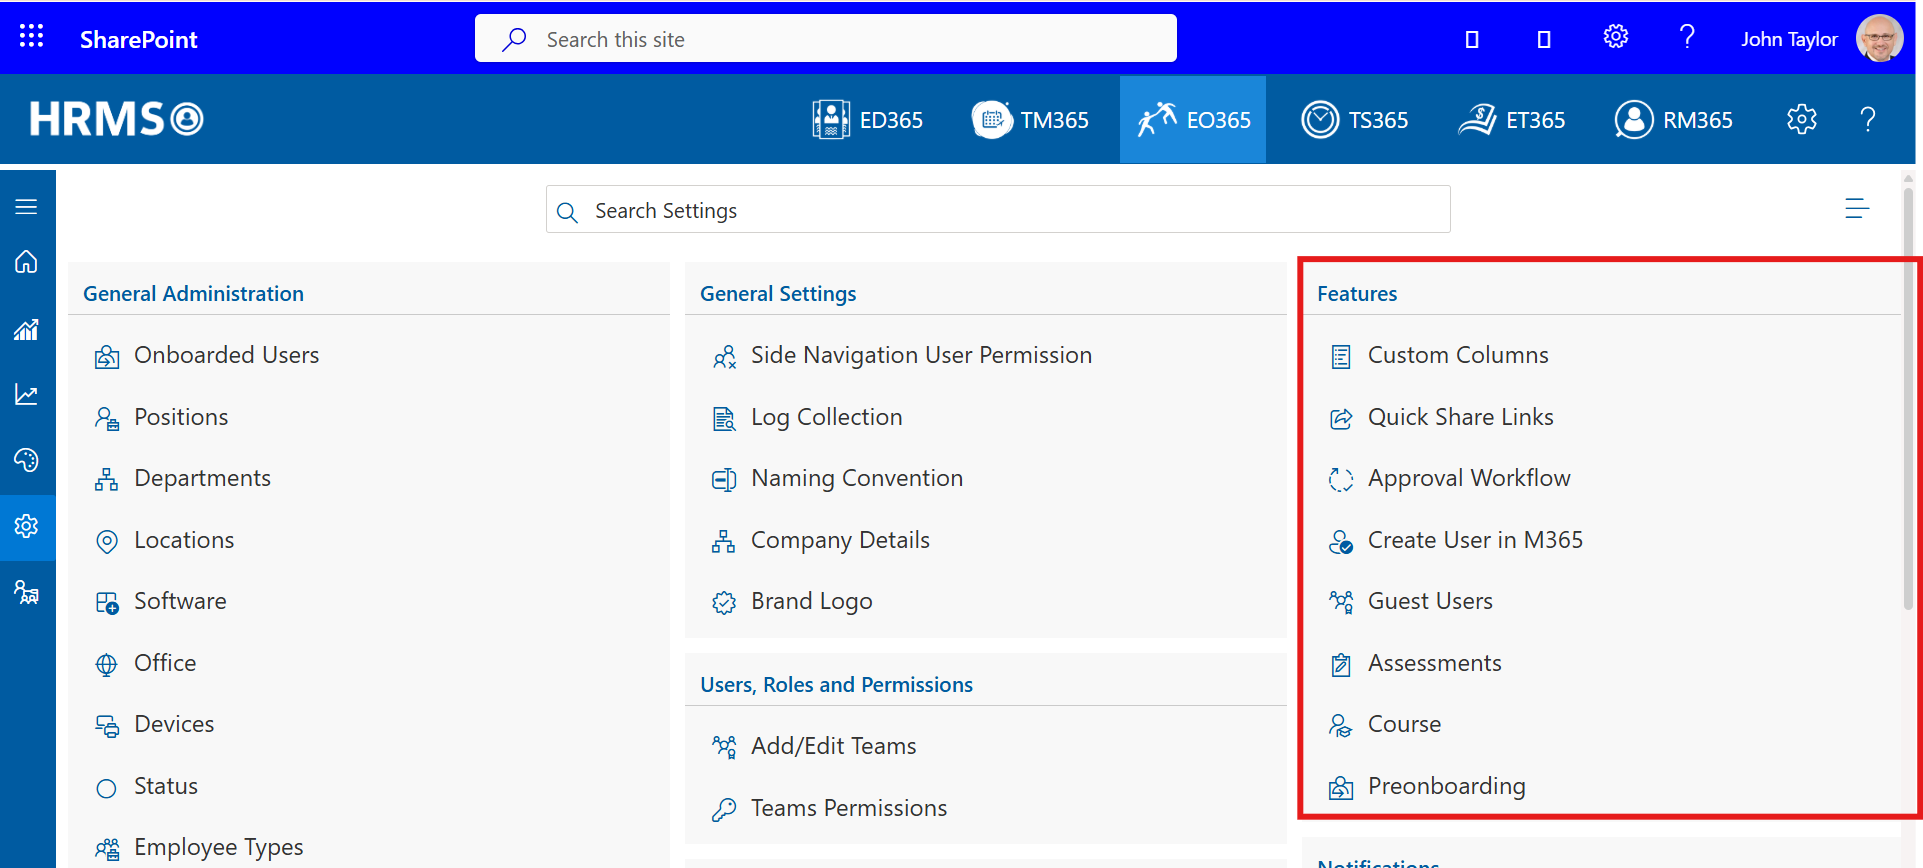 SharePoint
Search this site
John Taylor
HRMS
ED365
TM365
EO365
TS365
ET365
RM365
Search Settings
General Administration
Onboarded Users
Positions
Departments
Locations
Software
Office
Devices
Status
Employee Types
General Settings
Side Navigation User Permission
Log Collection
Naming Convention
Company Details
Brand Logo
Users, Roles and Permissions
Add/Edit Teams
Teams Permissions
Features
Custom Columns
Quick Share Links
Approval Workflow
Create User in M365
Guest Users
Assessments
Course
Preonboarding
Notifications